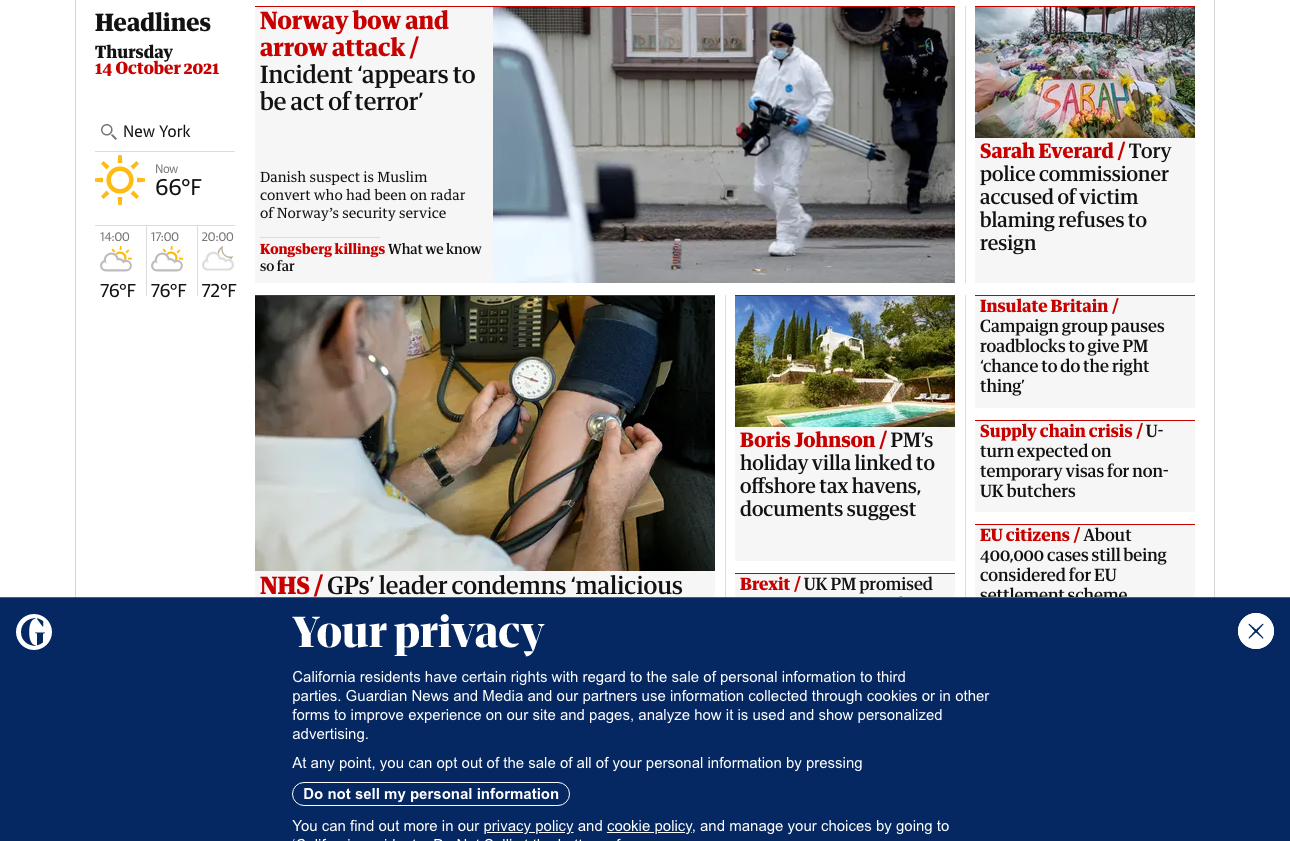 Headlines
Thursday
14 October 2021
New York
Now
66°F
14:00
17:00
20:00
76°F
76°F
72°F
Norway bow and
arrow attack /
Incident ‘appears to
be act of terror’
Danish suspect is Muslim
convert who had been on radar
of Norway’s security service
Kongsberg killings What we know
so far
SARAH
Sarah Everard / Tory
police commissioner
accused of victim
blaming refuses to
resign
NHS / GPs’ leader condemns ‘malicious
Boris Johnson / PM’s
holiday villa linked to
offshore tax havens,
documents suggest
Brexit / UK PM promised
Insulate Britain /
Campaign group pauses
roadblocks to give PM
‘chance to do the right
thing’
Supply chain crisis / U-
turn expected on
temporary visas for non-
UK butchers
EU citizens / About
400,000 cases still being
considered for EU
settlement scheme
Your privacy
California residents have certain rights with regard to the sale of personal information to third
parties. Guardian News and Media and our partners use information collected through cookies or in other
forms to improve experience on our site and pages, analyze how it is used and show personalized
advertising.
At any point, you can opt out of the sale of all of your personal information by pressing
Do not sell my personal information
You can find out more in our privacy policy and cookie policy, and manage your choices by going to